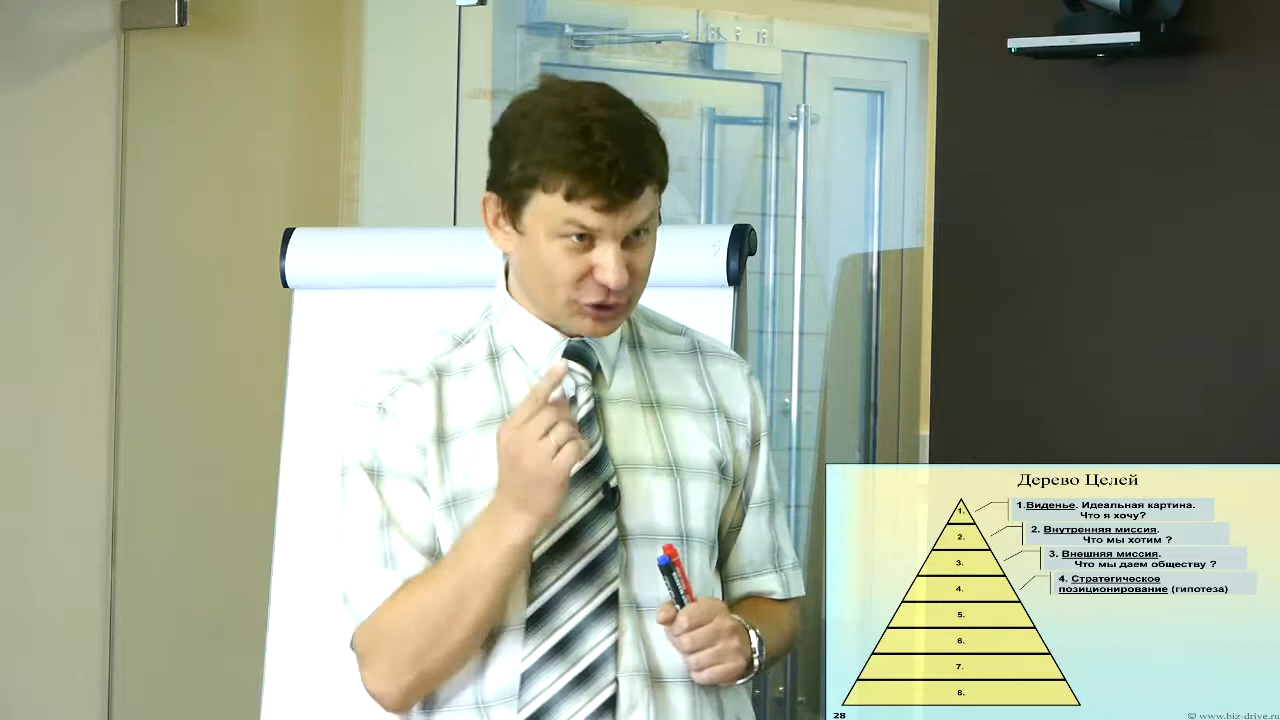 Дерево Целей
1.
1.Виденье. Идеальная картина.
Что я хочу?
2.
2. Внутренняя миссия.
Что мы хотим ?
3.
3. Внешняя миссия.
Что мы даем обществу ?
4.
4. Стратегическое
позиционирование (гипотеза)
5.
6.
7.
8.
28
© www.biz-drive.ru